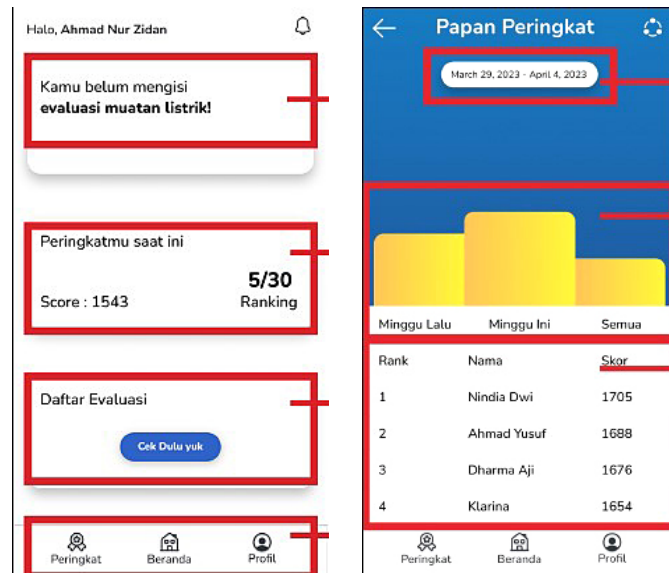 Halo, Ahmad Nur Zidan
Kamu belum mengisi
evaluasi muatan listrik!
Peringkatmu saat ini
5/30
Score : 1543
Ranking
Daftar Evaluasi
Cek Dulu yuk
Peringkat Beranda Profil
Papan Peringkat
March 29, 2023 - April 4, 2023
Minggu Lalu Minggu Ini Semua
Rank Nama Skor
1 Nindia Dwi 1705
2 Ahmad Yusuf 1688
3 Dharma Aji 1676
4 Klarina 1654
Peringkat Beranda Profil